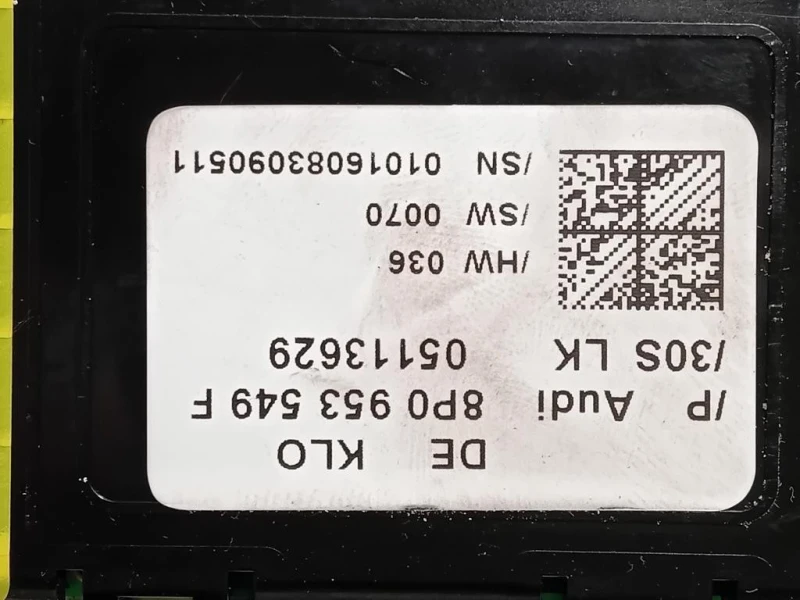 DE KLO
/P Audi 8P0 953 549 F
/30S LK 05113629
/HW 036
/SW 0070
/SN 01016083090511